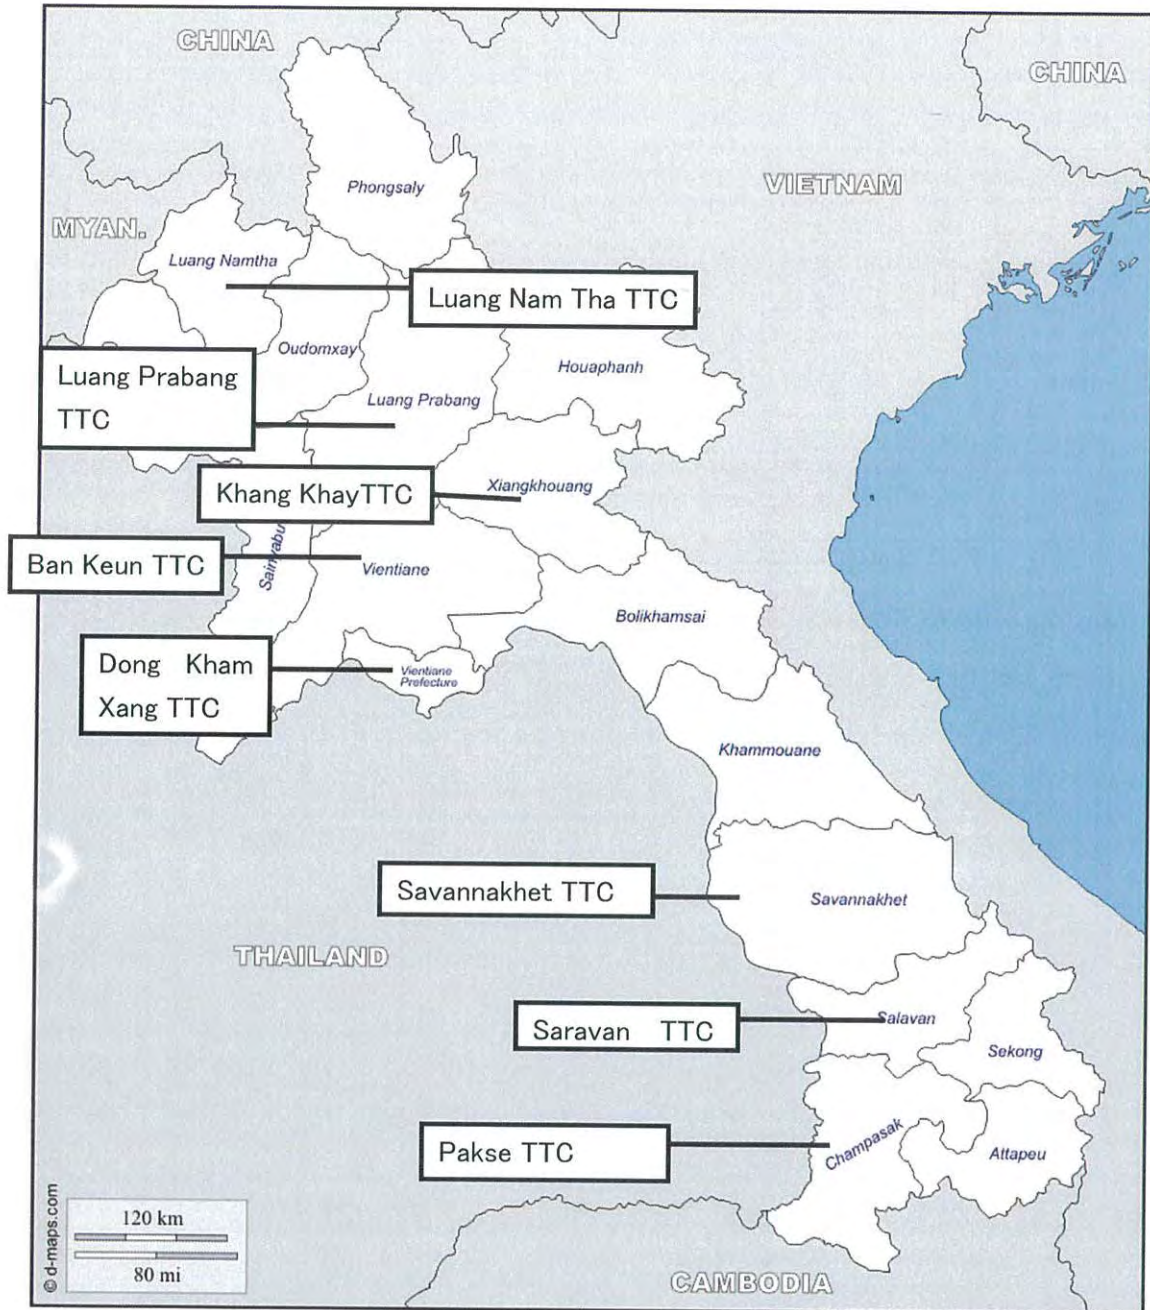 CHINA
CHINA
Phongsaly
VIETNAM
MYAN.
Luang Namtha
Luang Nam Tha TTC
Oudomxay
Houaphanh
Luang Prabang
TTC
Luang Prabang
Khang KhayTTC
Xiangkhouang
Ban Keun TTC
Vientiane
Bolikhamsai
Dong Kham
Xang TTC
Vientiane
Prefecture
Khammouane
Savannakhet TTC
Savannakhet
THAILAND
Saravan TTC
Salavan
Sekong
Pakse TTC
Champasak
Attapeu
© d-maps.com
120 km
80 mi
CAMBODIA